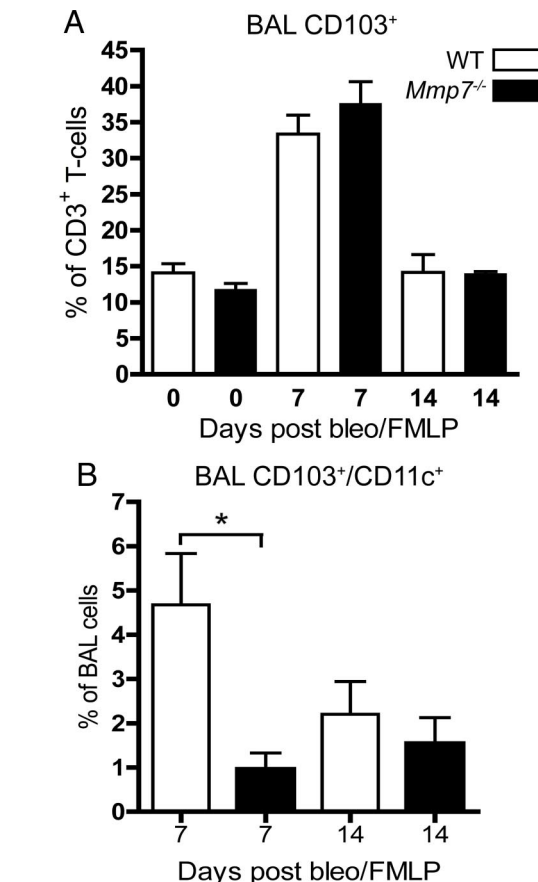 A
BAL CD103⁺
WT
Mmp7⁻/⁻
% of CD3⁺ T-cells
45
40
35
30
25
20
15
10
5
0
0 0 7 7 14 14
Days post bleo/FMLP
B
BAL CD103⁺/CD11c⁺
% of BAL cells
7
6
5
4
3
2
1
0
*
7 7 14 14
Days post bleo/FMLP